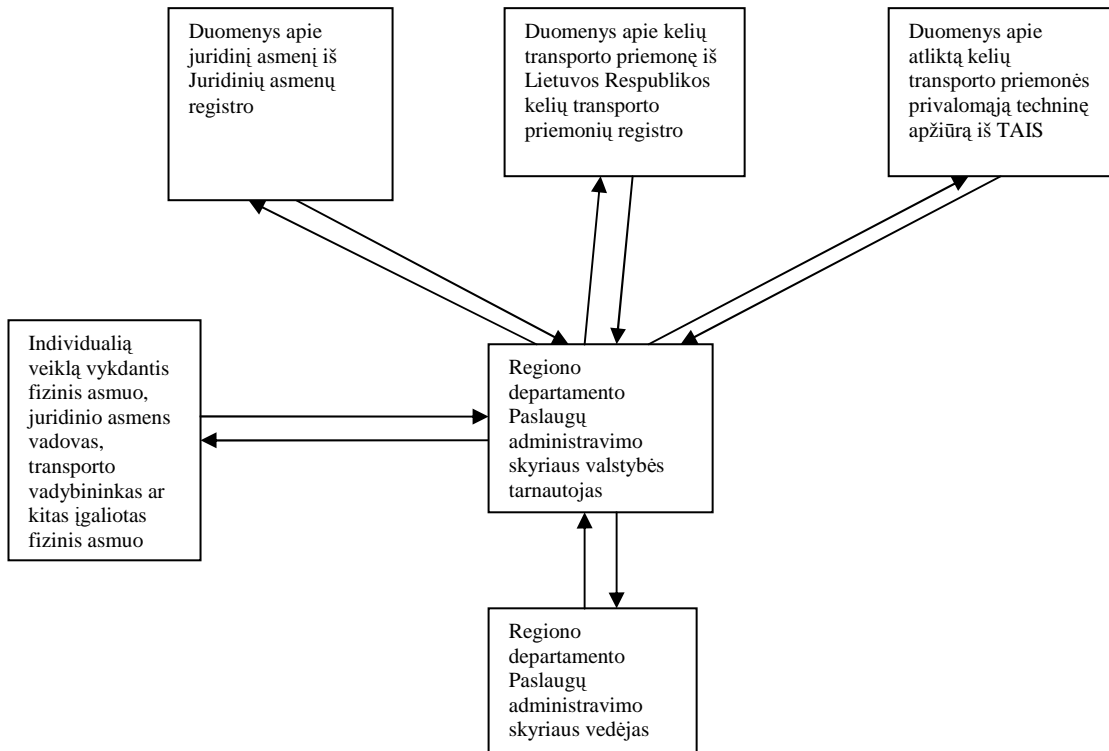 Duomenys apie
juridinį asmenį iš
Juridinių asmenų
registro
Duomenys apie kelių
transporto priemonę iš
Lietuvos Respublikos
kelių transporto
priemonių registro
Duomenys apie
atliktą kelių
transporto priemonės
privalomąją techninę
apžiūrą iš TAIS
Individualią
veiklą vykdantis
fizinis asmuo,
juridinio asmens
vadovas,
transporto
vadybininkas ar
kitas įgaliotas
fizinis asmuo
Regiono
departamento
Paslaugų
administravimo
skyriaus valstybės
tarnautojas
Regiono
departamento
Paslaugų
administravimo
skyriaus vedėjas